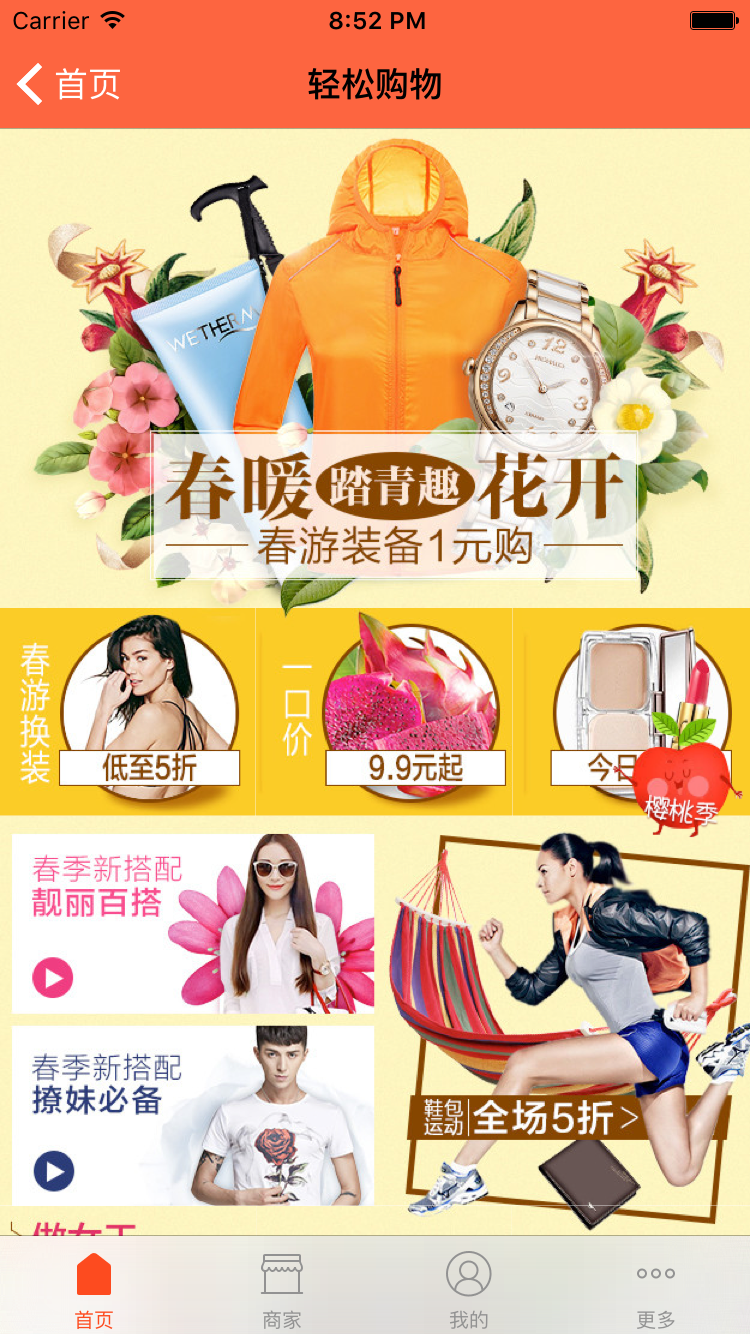 Carrier
8:52 PM
首页
轻松购物
WETHERM
12
春暖
踏青趣
花开
春游装备1元购
春游换装
低至5折
一口价
9.9元起
今日
樱桃季
春季新搭配
靓丽百搭
春季新搭配
撩妹必备
鞋包
运动
全场5折>
首页
商家
我的
更多